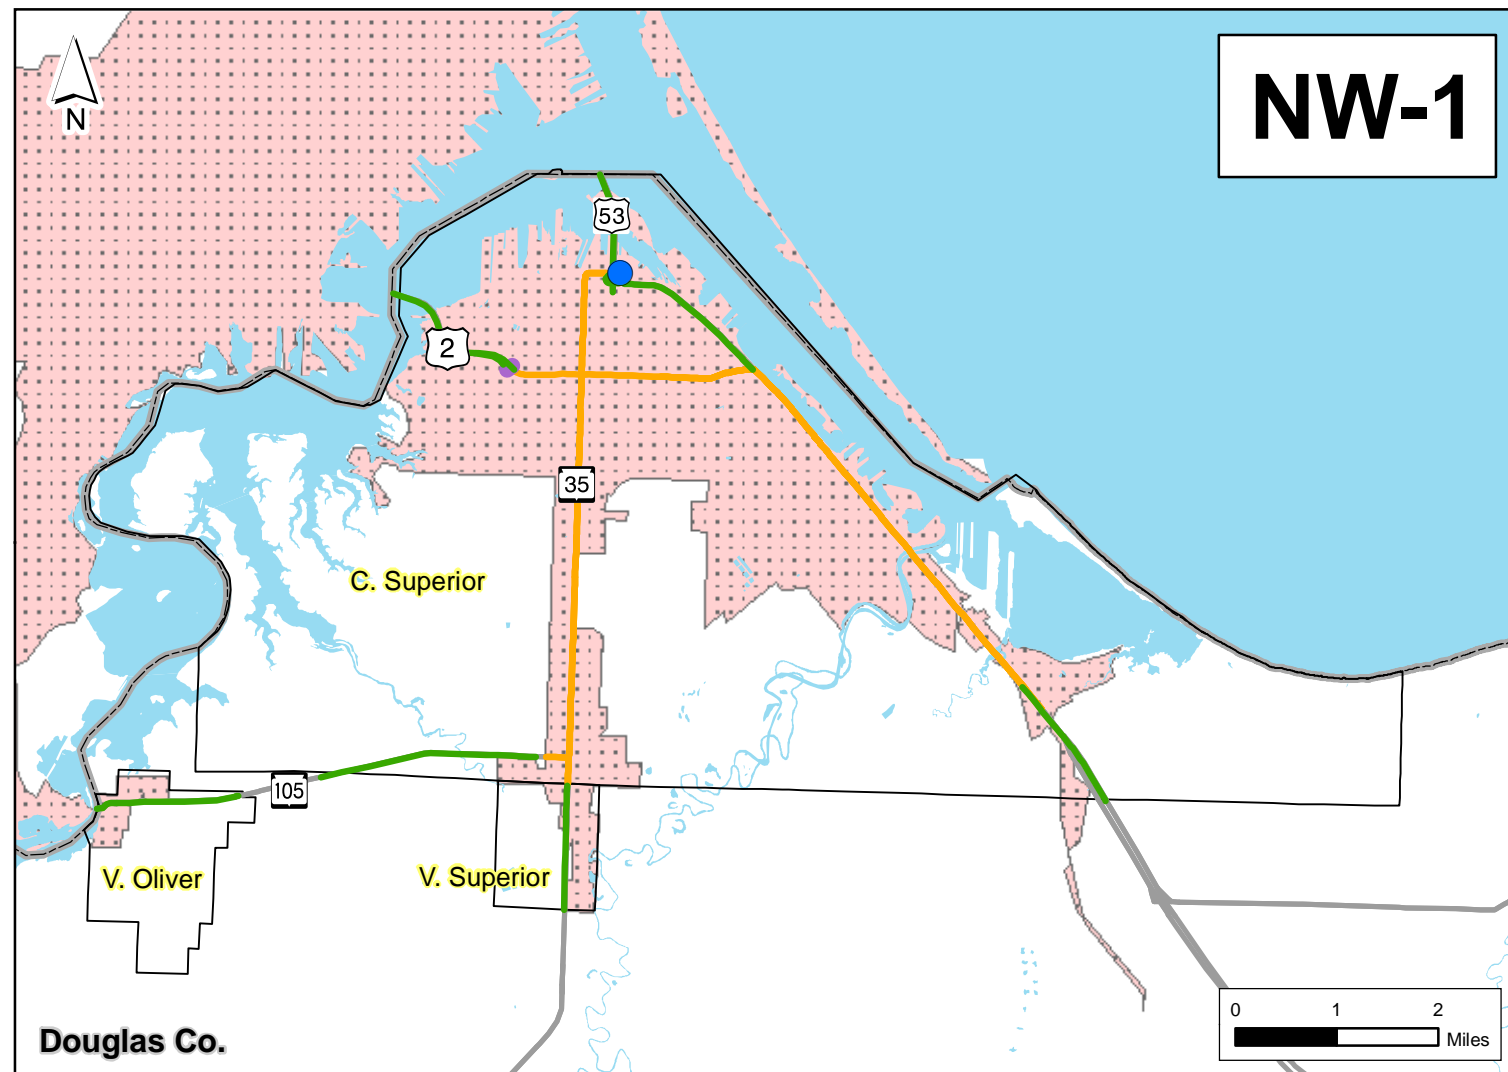 NW-1
N
53
2
35
C. Superior
105
V. Oliver
V. Superior
Douglas Co.
0 1 2
Miles